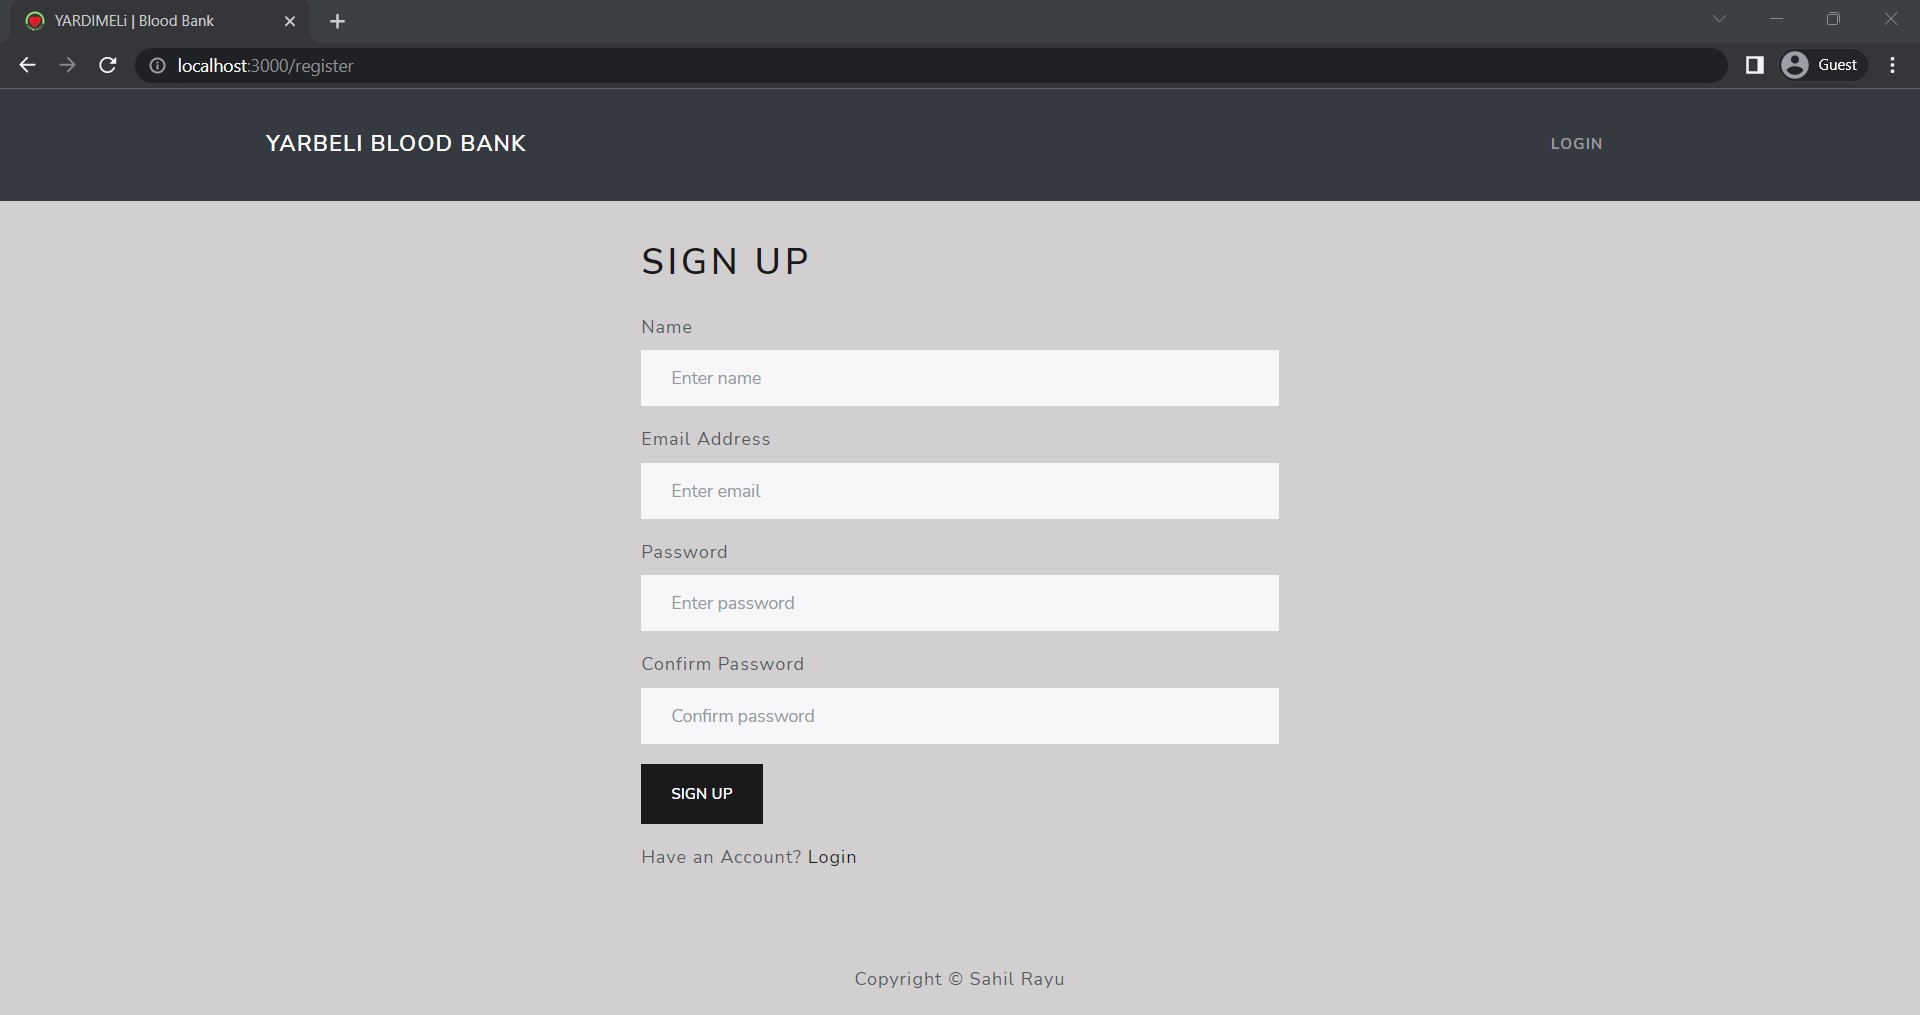 YARDIMELi | Blood Bank
localhost:3000/register
Guest
YARBELI BLOOD BANK
LOGIN
SIGN UP
Name
Enter name
Email Address
Enter email
Password
Enter password
Confirm Password
Confirm password
SIGN UP
Have an Account? Login
Copyright © Sahil Rayu